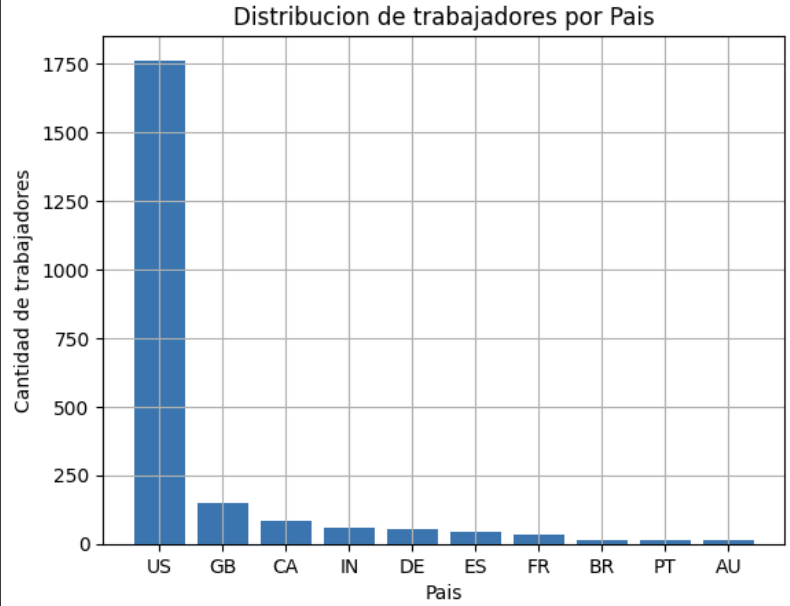 Distribucion de trabajadores por Pais
Cantidad de trabajadores
1750
1500
1250
1000
750
500
250
0
US GB CA IN DE ES FR BR PT AU
Pais